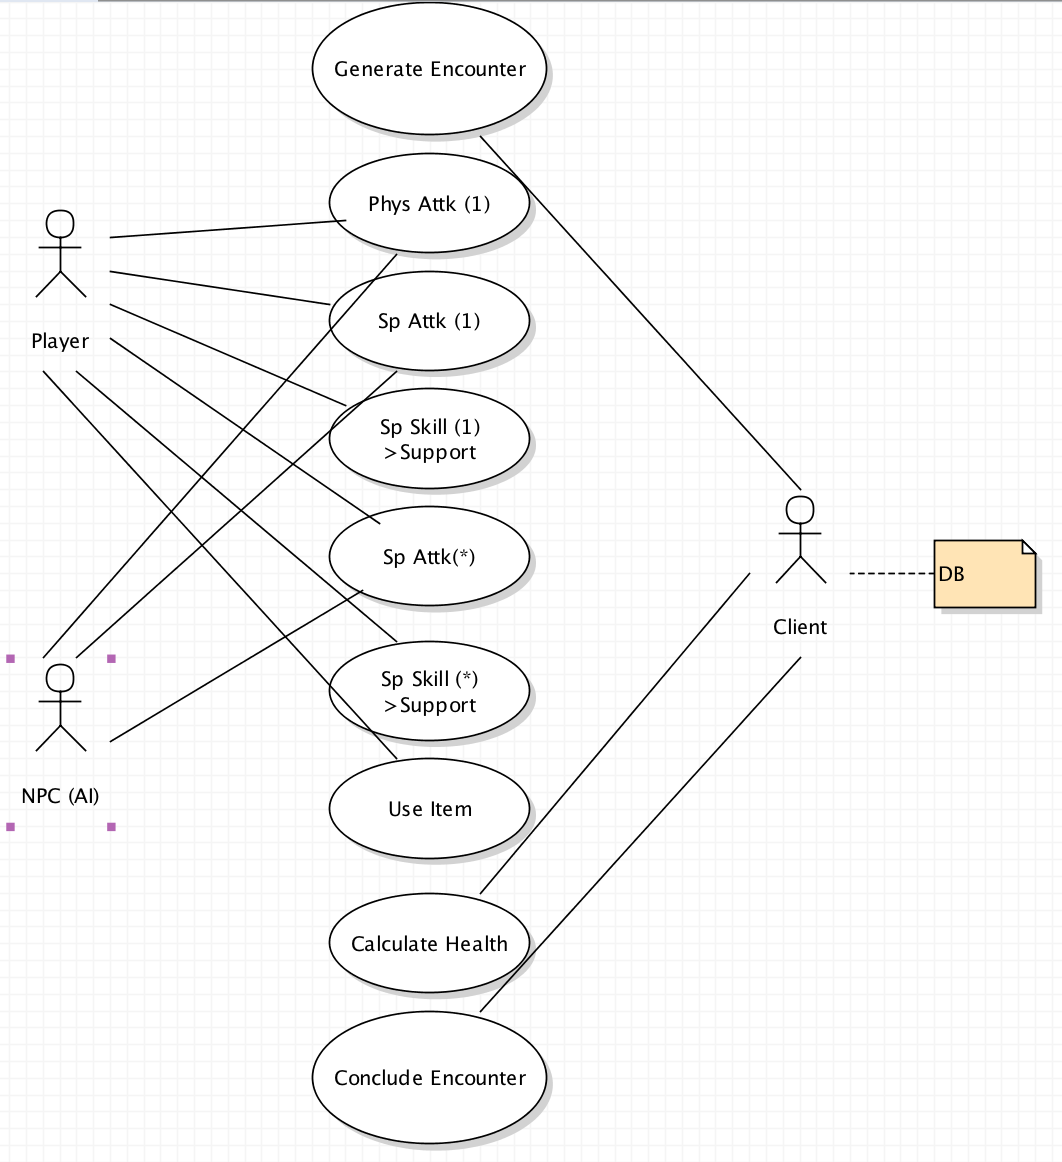 Generate Encounter
Phys Attk (1)
Player
Sp Attk (1)
Sp Skill (1)
>Support
Sp Attk(*)
DB
Client
Sp Skill (*)
>Support
NPC (AI)
Use Item
Calculate Health
Conclude Encounter